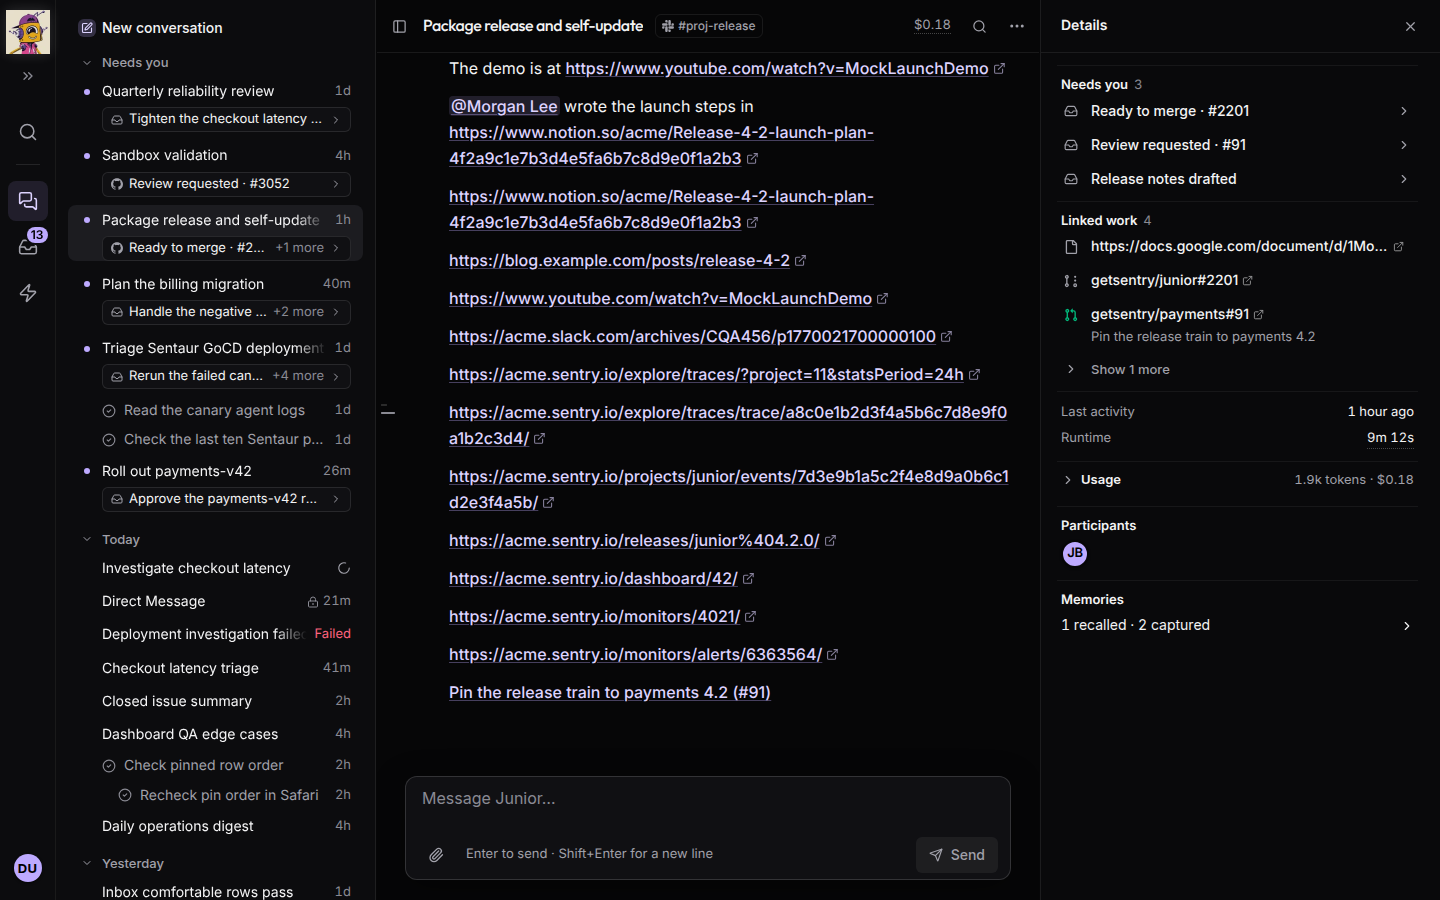 New conversation
Needs you
Quarterly reliability review 1d
Tighten the checkout latency ...
Sandbox validation 4h
Review requested · #3052
Package release and self-update 1h
Ready to merge · #2... +1 more
Plan the billing migration 40m
Handle the negative ... +2 more
Triage Sentaur GoCD deployment 1d
Rerun the failed can... +4 more
Read the canary agent logs 1d
Check the last ten Sentaur p... 1d
Roll out payments-v42 26m
Approve the payments-v42 r...
Today
Investigate checkout latency
Direct Message 21m
Deployment investigation failed Failed
Checkout latency triage 41m
Closed issue summary 2h
Dashboard QA edge cases 4h
Check pinned row order 2h
Recheck pin order in Safari 2h
Daily operations digest 4h
Yesterday
Inbox comfortable rows pass 1d
13
DU
Package release and self-update #proj-release $0.18
The demo is at https://www.youtube.com/watch?v=MockLaunchDemo
@Morgan Lee wrote the launch steps in
https://www.notion.so/acme/Release-4-2-launch-plan-
4f2a9c1e7b3d4e5fa6b7c8d9e0f1a2b3
https://www.notion.so/acme/Release-4-2-launch-plan-
4f2a9c1e7b3d4e5fa6b7c8d9e0f1a2b3
https://blog.example.com/posts/release-4-2
https://www.youtube.com/watch?v=MockLaunchDemo
https://acme.slack.com/archives/CQA456/p1770021700000100
https://acme.sentry.io/explore/traces/?project=11&statsPeriod=24h
https://acme.sentry.io/explore/traces/trace/a8c0e1b2d3f4a5b6c7d8e9f0
a1b2c3d4/
https://acme.sentry.io/projects/junior/events/7d3e9b1a5c2f4e8d9a0b6c1
d2e3f4a5b/
https://acme.sentry.io/releases/junior%404.2.0/
https://acme.sentry.io/dashboard/42/
https://acme.sentry.io/monitors/4021/
https://acme.sentry.io/monitors/alerts/6363564/
Pin the release train to payments 4.2 (#91)
Message Junior...
Enter to send · Shift+Enter for a new line
Send
Details
Needs you 3
Ready to merge · #2201
Review requested · #91
Release notes drafted
Linked work 4
https://docs.google.com/document/d/1Mo...
getsentry/junior#2201
getsentry/payments#91
Pin the release train to payments 4.2
Show 1 more
Last activity 1 hour ago
Runtime 9m 12s
Usage 1.9k tokens · $0.18
Participants
JB
Memories
1 recalled · 2 captured